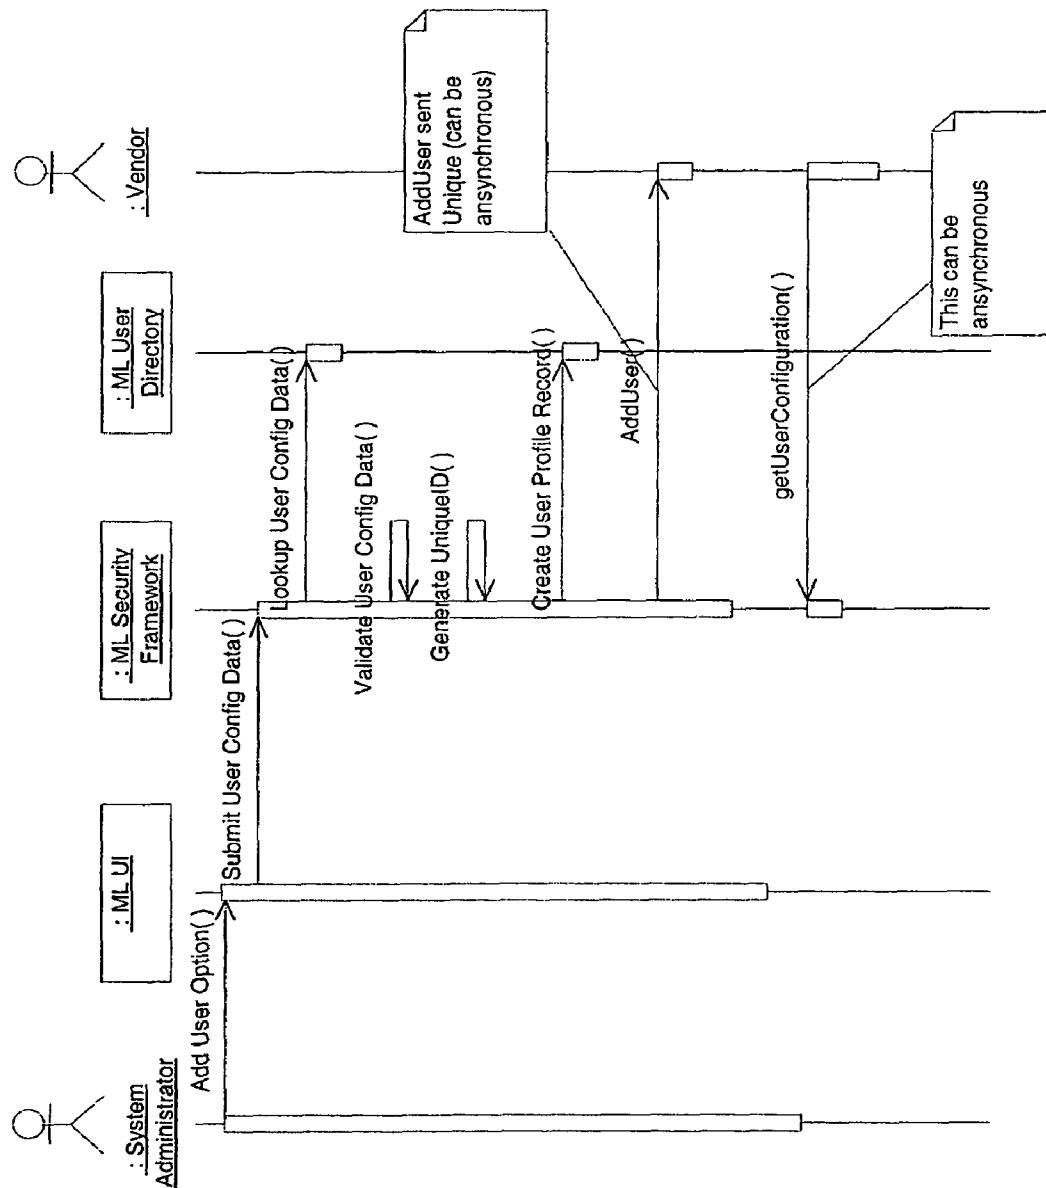 : System
Administrator
: ML UI
: ML Security
Framework
: ML User
Directory
: Vendor
Add User Option( )
Submit User Config Data( )
Lookup User Config Data( )
Validate User Config Data( )
Generate UniqueID( )
Create User Profile Record( )
AddUser( )
AddUser sent
Unique (can be
ansynchronous)
getUserConfiguration( )
This can be
ansynchronous